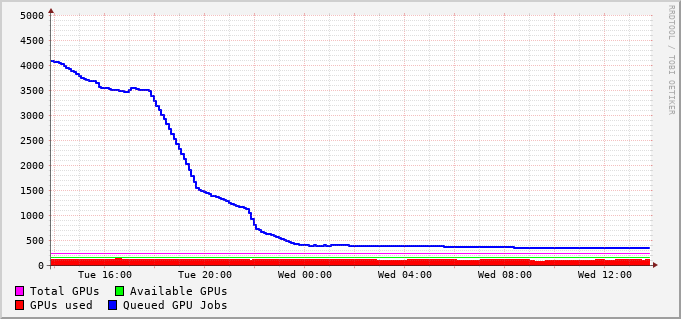 RRDTOOL / TOBI OETIKER
5000
4500
4000
3500
3000
2500
2000
1500
1000
500
0
Tue 16:00 Tue 20:00 Wed 00:00 Wed 04:00 Wed 08:00 Wed 12:00
Total GPUs Available GPUs
GPUs used Queued GPU Jobs